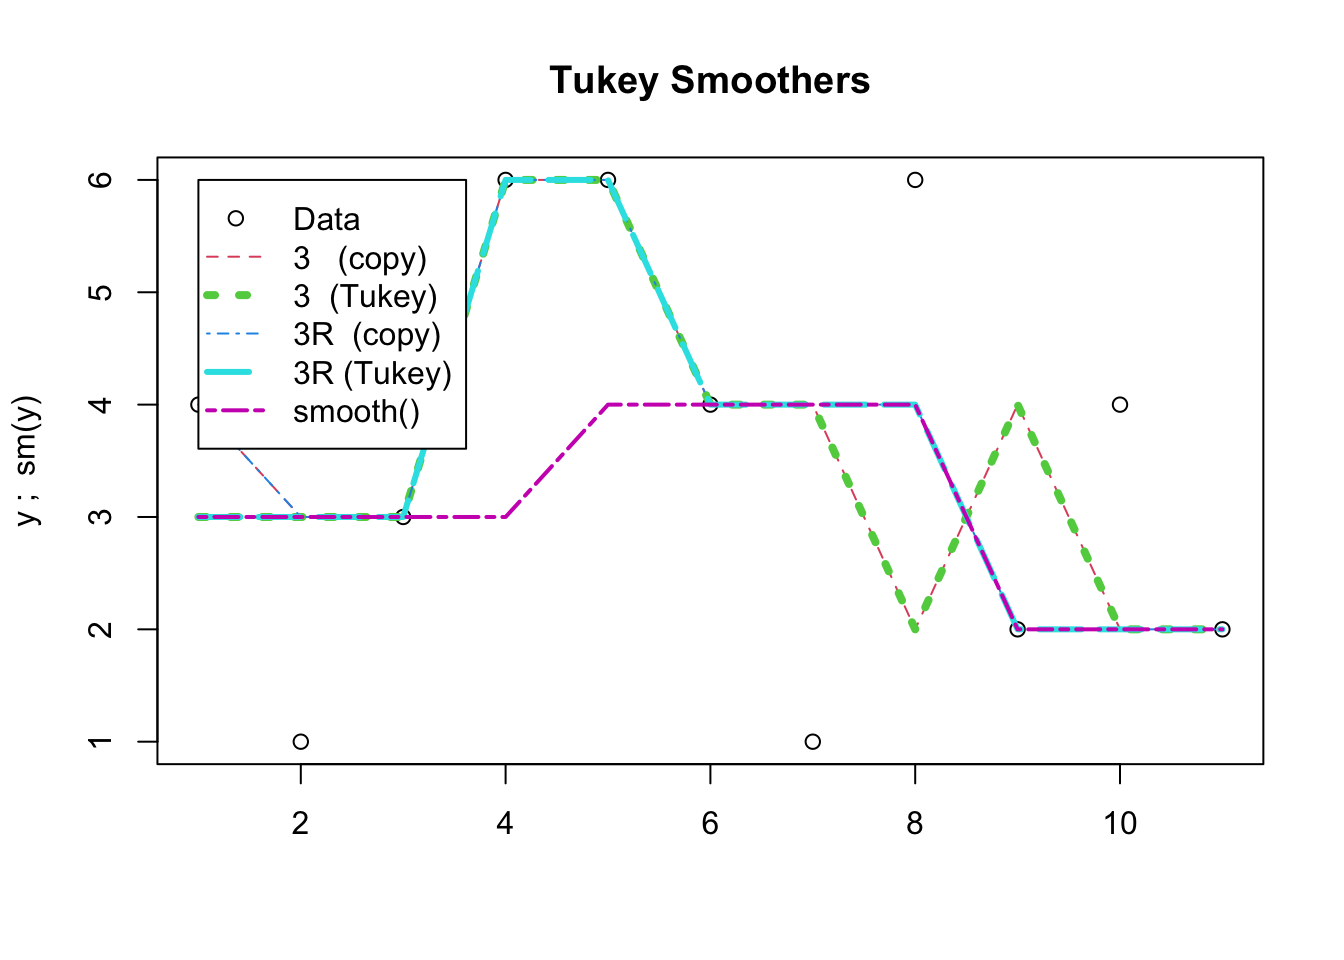 Tukey Smoothers
y ;  sm(y)
6
5
4
3
2
1
Data
3   (copy)
3  (Tukey)
3R  (copy)
3R (Tukey)
smooth()
2 4 6 8 10